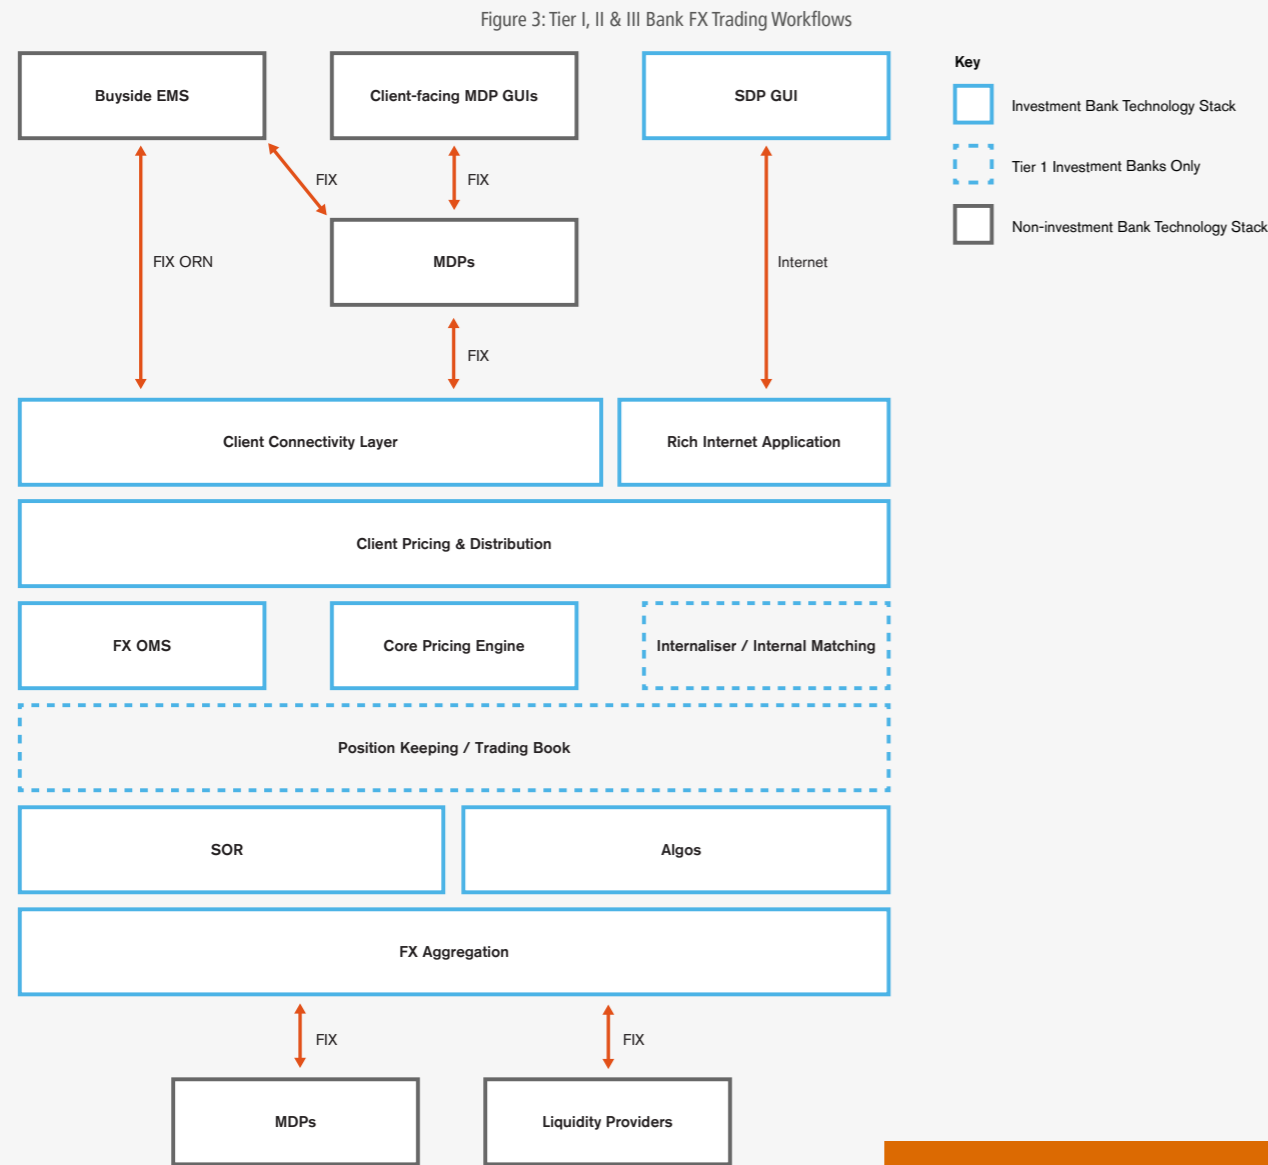 Figure 3: Tier I, II & III Bank FX Trading Workflows
Buyside EMS
Client-facing MDP GUIs
SDP GUI
Key
Investment Bank Technology Stack
Tier 1 Investment Banks Only
Non-investment Bank Technology Stack
FIX
FIX
FIX ORN
MDPs
Internet
FIX
Client Connectivity Layer
Rich Internet Application
Client Pricing & Distribution
FX OMS
Core Pricing Engine
Internaliser / Internal Matching
Position Keeping / Trading Book
SOR
Algos
FX Aggregation
FIX
FIX
MDPs
Liquidity Providers